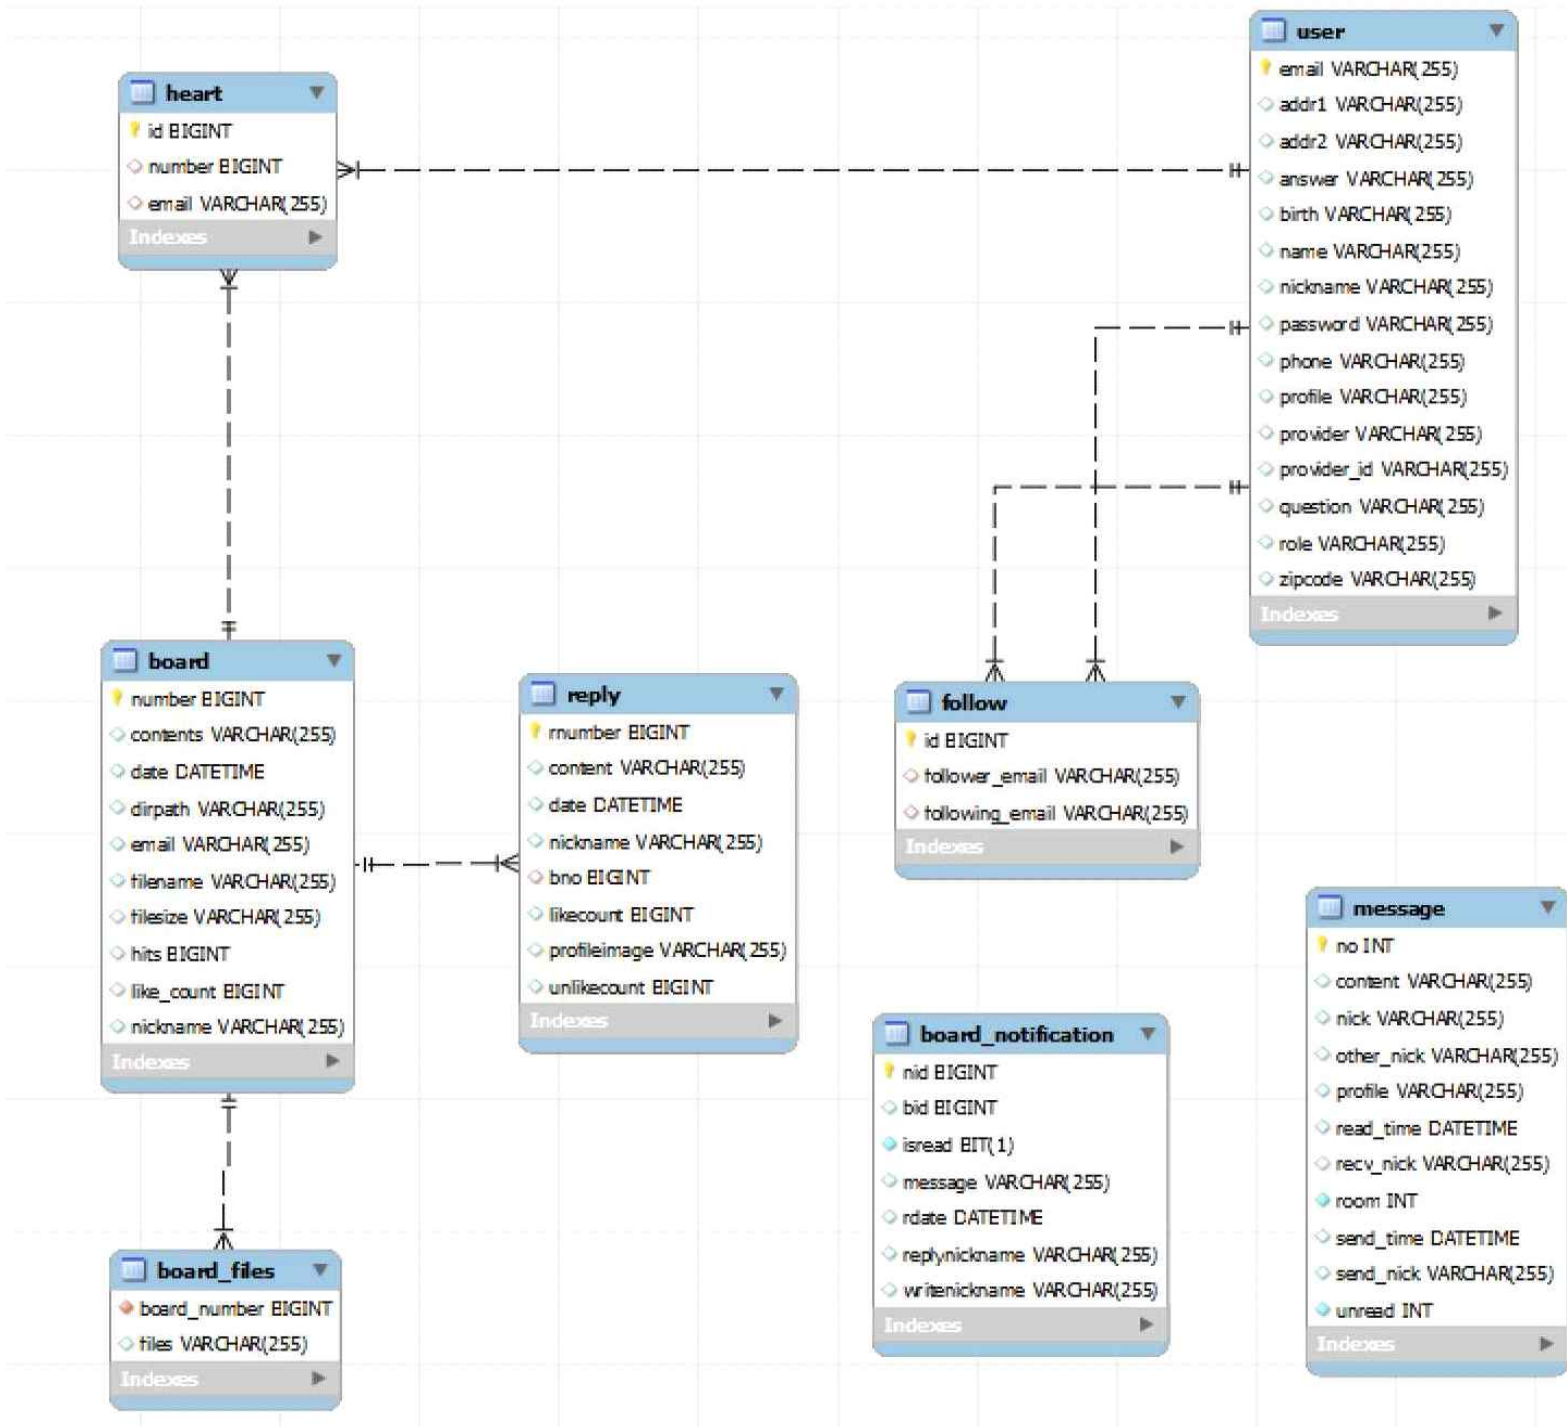 heart
id BIGINT
number BIGINT
email VARCHAR(255)
Indexes
user
email VARCHAR(255)
addr1 VARCHAR(255)
addr2 VARCHAR(255)
answer VARCHAR(255)
birth VARCHAR(255)
name VARCHAR(255)
nickname VARCHAR(255)
password VARCHAR(255)
phone VARCHAR(255)
profile VARCHAR(255)
provider VARCHAR(255)
provider_id VARCHAR(255)
question VARCHAR(255)
role VARCHAR(255)
zipcode VARCHAR(255)
Indexes
board
number BIGINT
contents VARCHAR(255)
date DATETIME
dirpath VARCHAR(255)
email VARCHAR(255)
filename VARCHAR(255)
filesize VARCHAR(255)
hits BIGINT
like_count BIGINT
nickname VARCHAR(255)
Indexes
reply
rnumber BIGINT
content VARCHAR(255)
date DATETIME
nickname VARCHAR(255)
bno BIGINT
likecount BIGINT
profileimage VARCHAR(255)
unlikecount BIGINT
Indexes
follow
id BIGINT
follower_email VARCHAR(255)
following_email VARCHAR(255)
Indexes
message
no INT
content VARCHAR(255)
nick VARCHAR(255)
other_nick VARCHAR(255)
profile VARCHAR(255)
read_time DATETIME
recv_nick VARCHAR(255)
room INT
send_time DATETIME
send_nick VARCHAR(255)
unread INT
Indexes
board_notification
nid BIGINT
bid BIGINT
isread BIT(1)
message VARCHAR(255)
rdate DATETIME
replynickname VARCHAR(255)
writenickname VARCHAR(255)
Indexes
board_files
board_number BIGINT
files VARCHAR(255)
Indexes